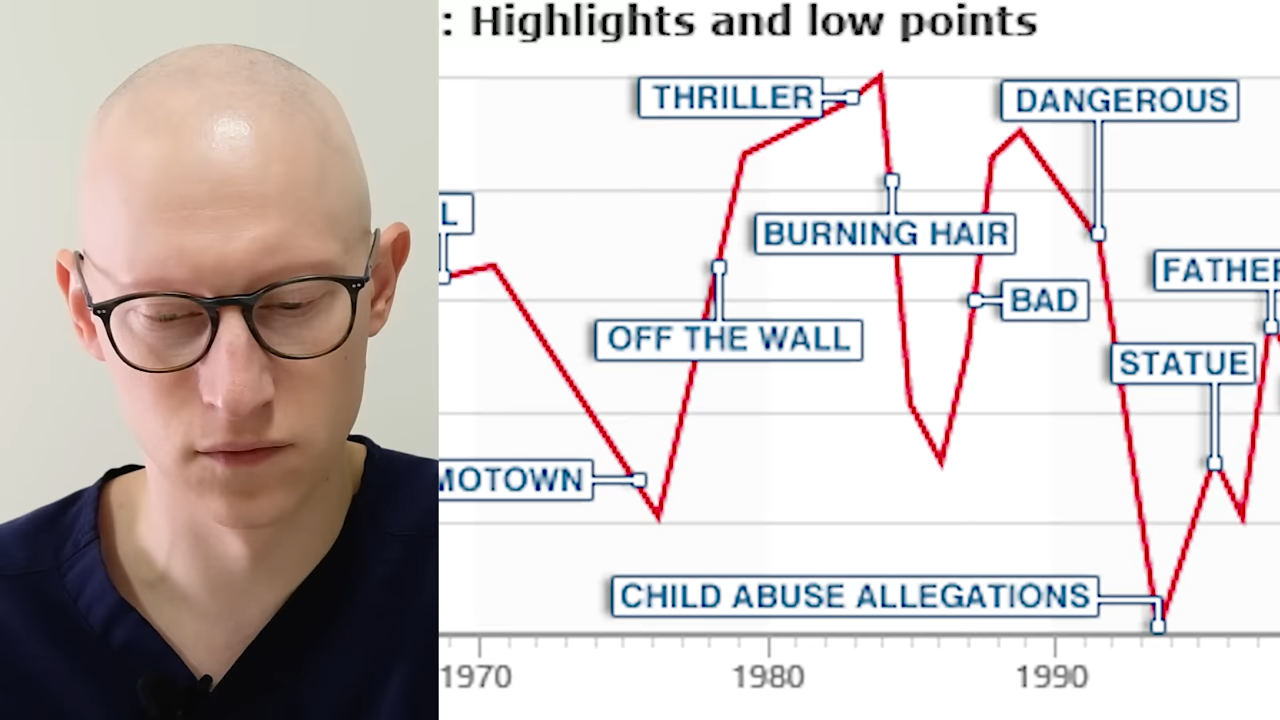 : Highlights and low points
THRILLER
DANGEROUS
L
BURNING HAIR
FATHER
BAD
OFF THE WALL
STATUE
MOTOWN
CHILD ABUSE ALLEGATIONS
1970
1980
1990